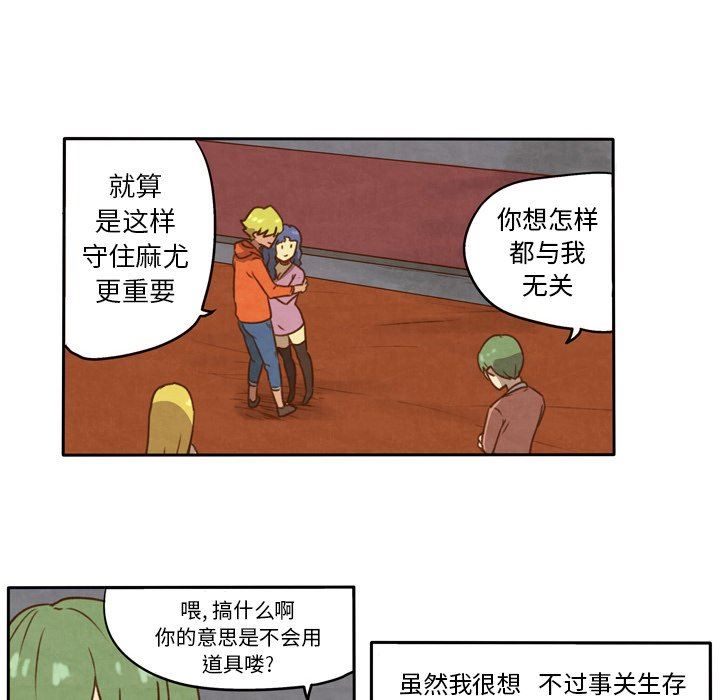 就算
是这样
守住麻尤
更重要
你想怎样
都与我
无关
喂,搞什么啊
你的意思是不会用
道具喽?
虽然我很想 不过事关生存